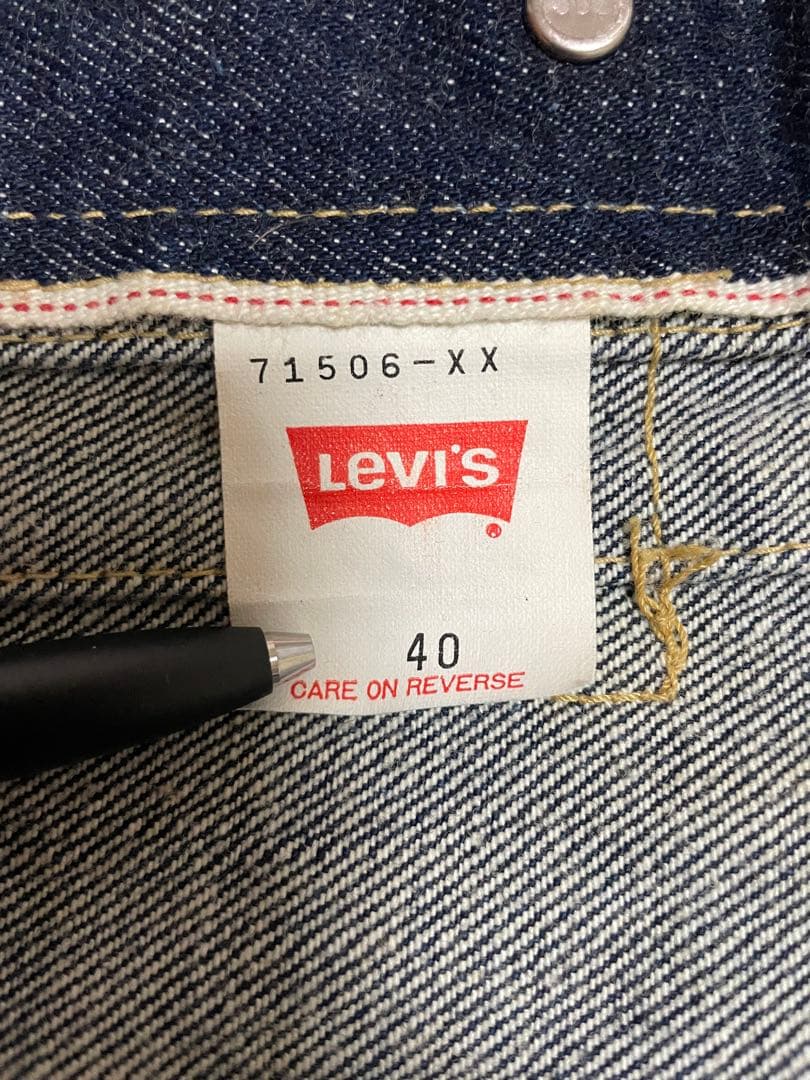 71506-XX
LEVI'S
®
40
CARE ON REVERSE